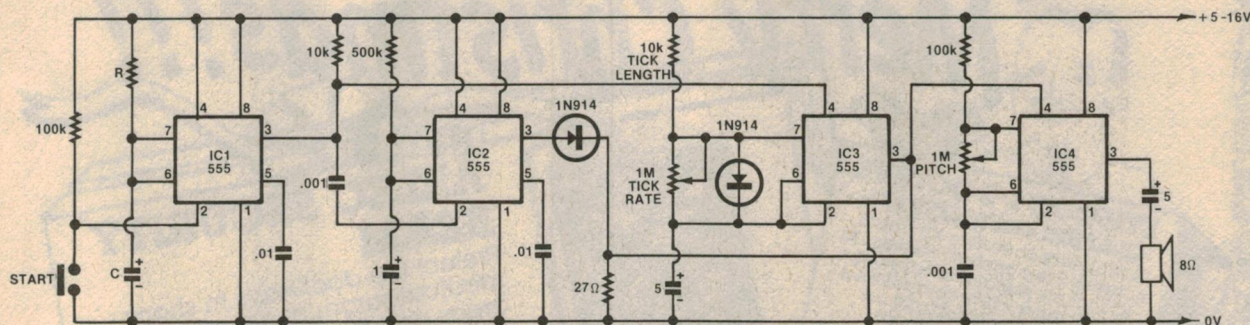 +5-16V
R
10k
500k
10k
TICK
LENGTH
100k
100k
4
8
7
3
6
5
2
1
IC1
555
.001
.01
C
+
-
START
4
8
7
3
6
5
2
1
IC2
555
1N914
1
+
-
.01
27Ω
1M
TICK
RATE
1N914
5
+
-
4
8
7
3
6
2
1
IC3
555
1M
PITCH
4
8
7
3
6
2
1
IC4
555
.001
+
5
-
8Ω
0V